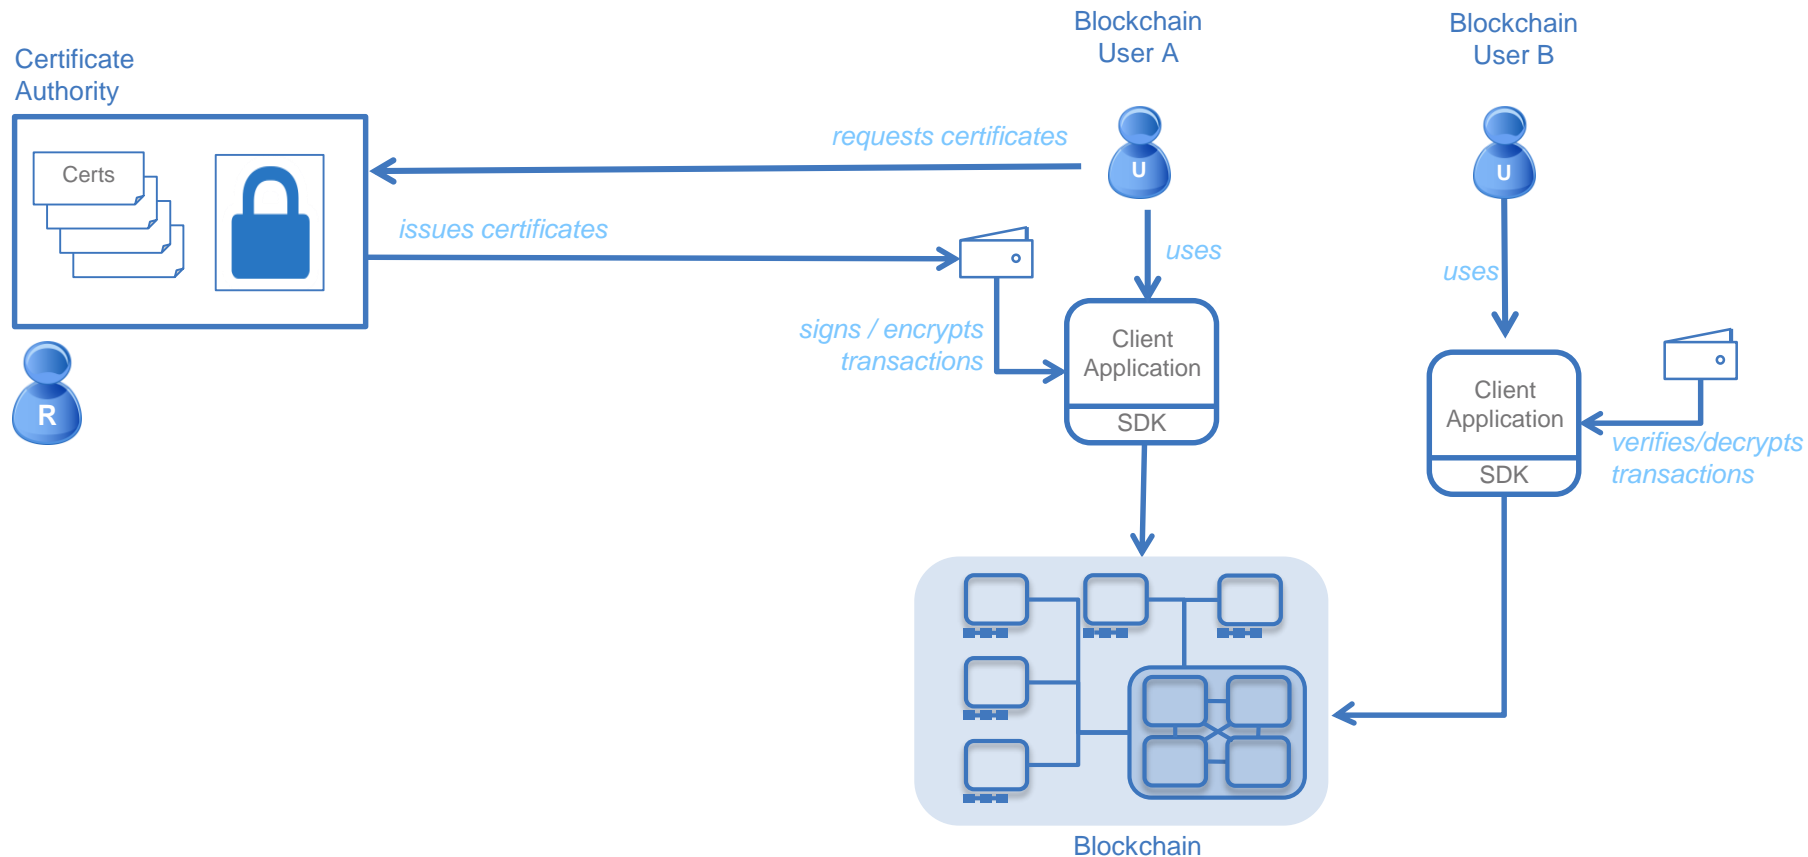 Blockchain
User A
Blockchain
User B
Certificate
Authority
requests certificates
Certs
U
U
issues certificates
uses
uses
signs / encrypts
transactions
Client
Application
SDK
R
Client
Application
SDK
verifies/decrypts
transactions
Blockchain